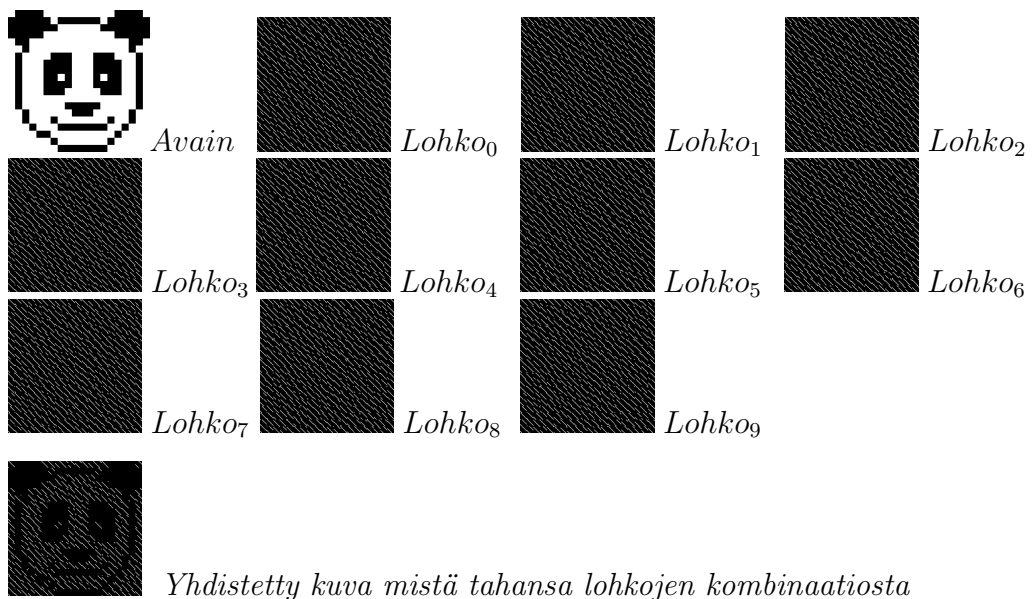 Avain Lohko₀ Lohko₁ Lohko₂
Lohko₃ Lohko₄ Lohko₅ Lohko₆
Lohko₇ Lohko₈ Lohko₉
Yhdistetty kuva mistä tahansa lohkojen kombinaatiosta